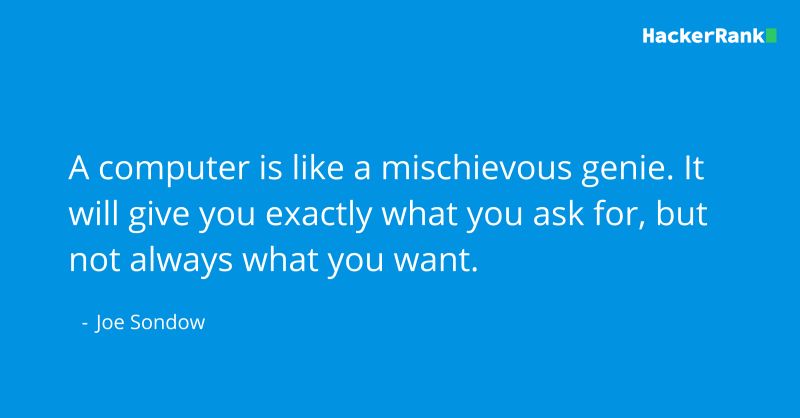 HackerRank
A computer is like a mischievous genie. It
will give you exactly what you ask for, but
not always what you want.
- Joe Sondow